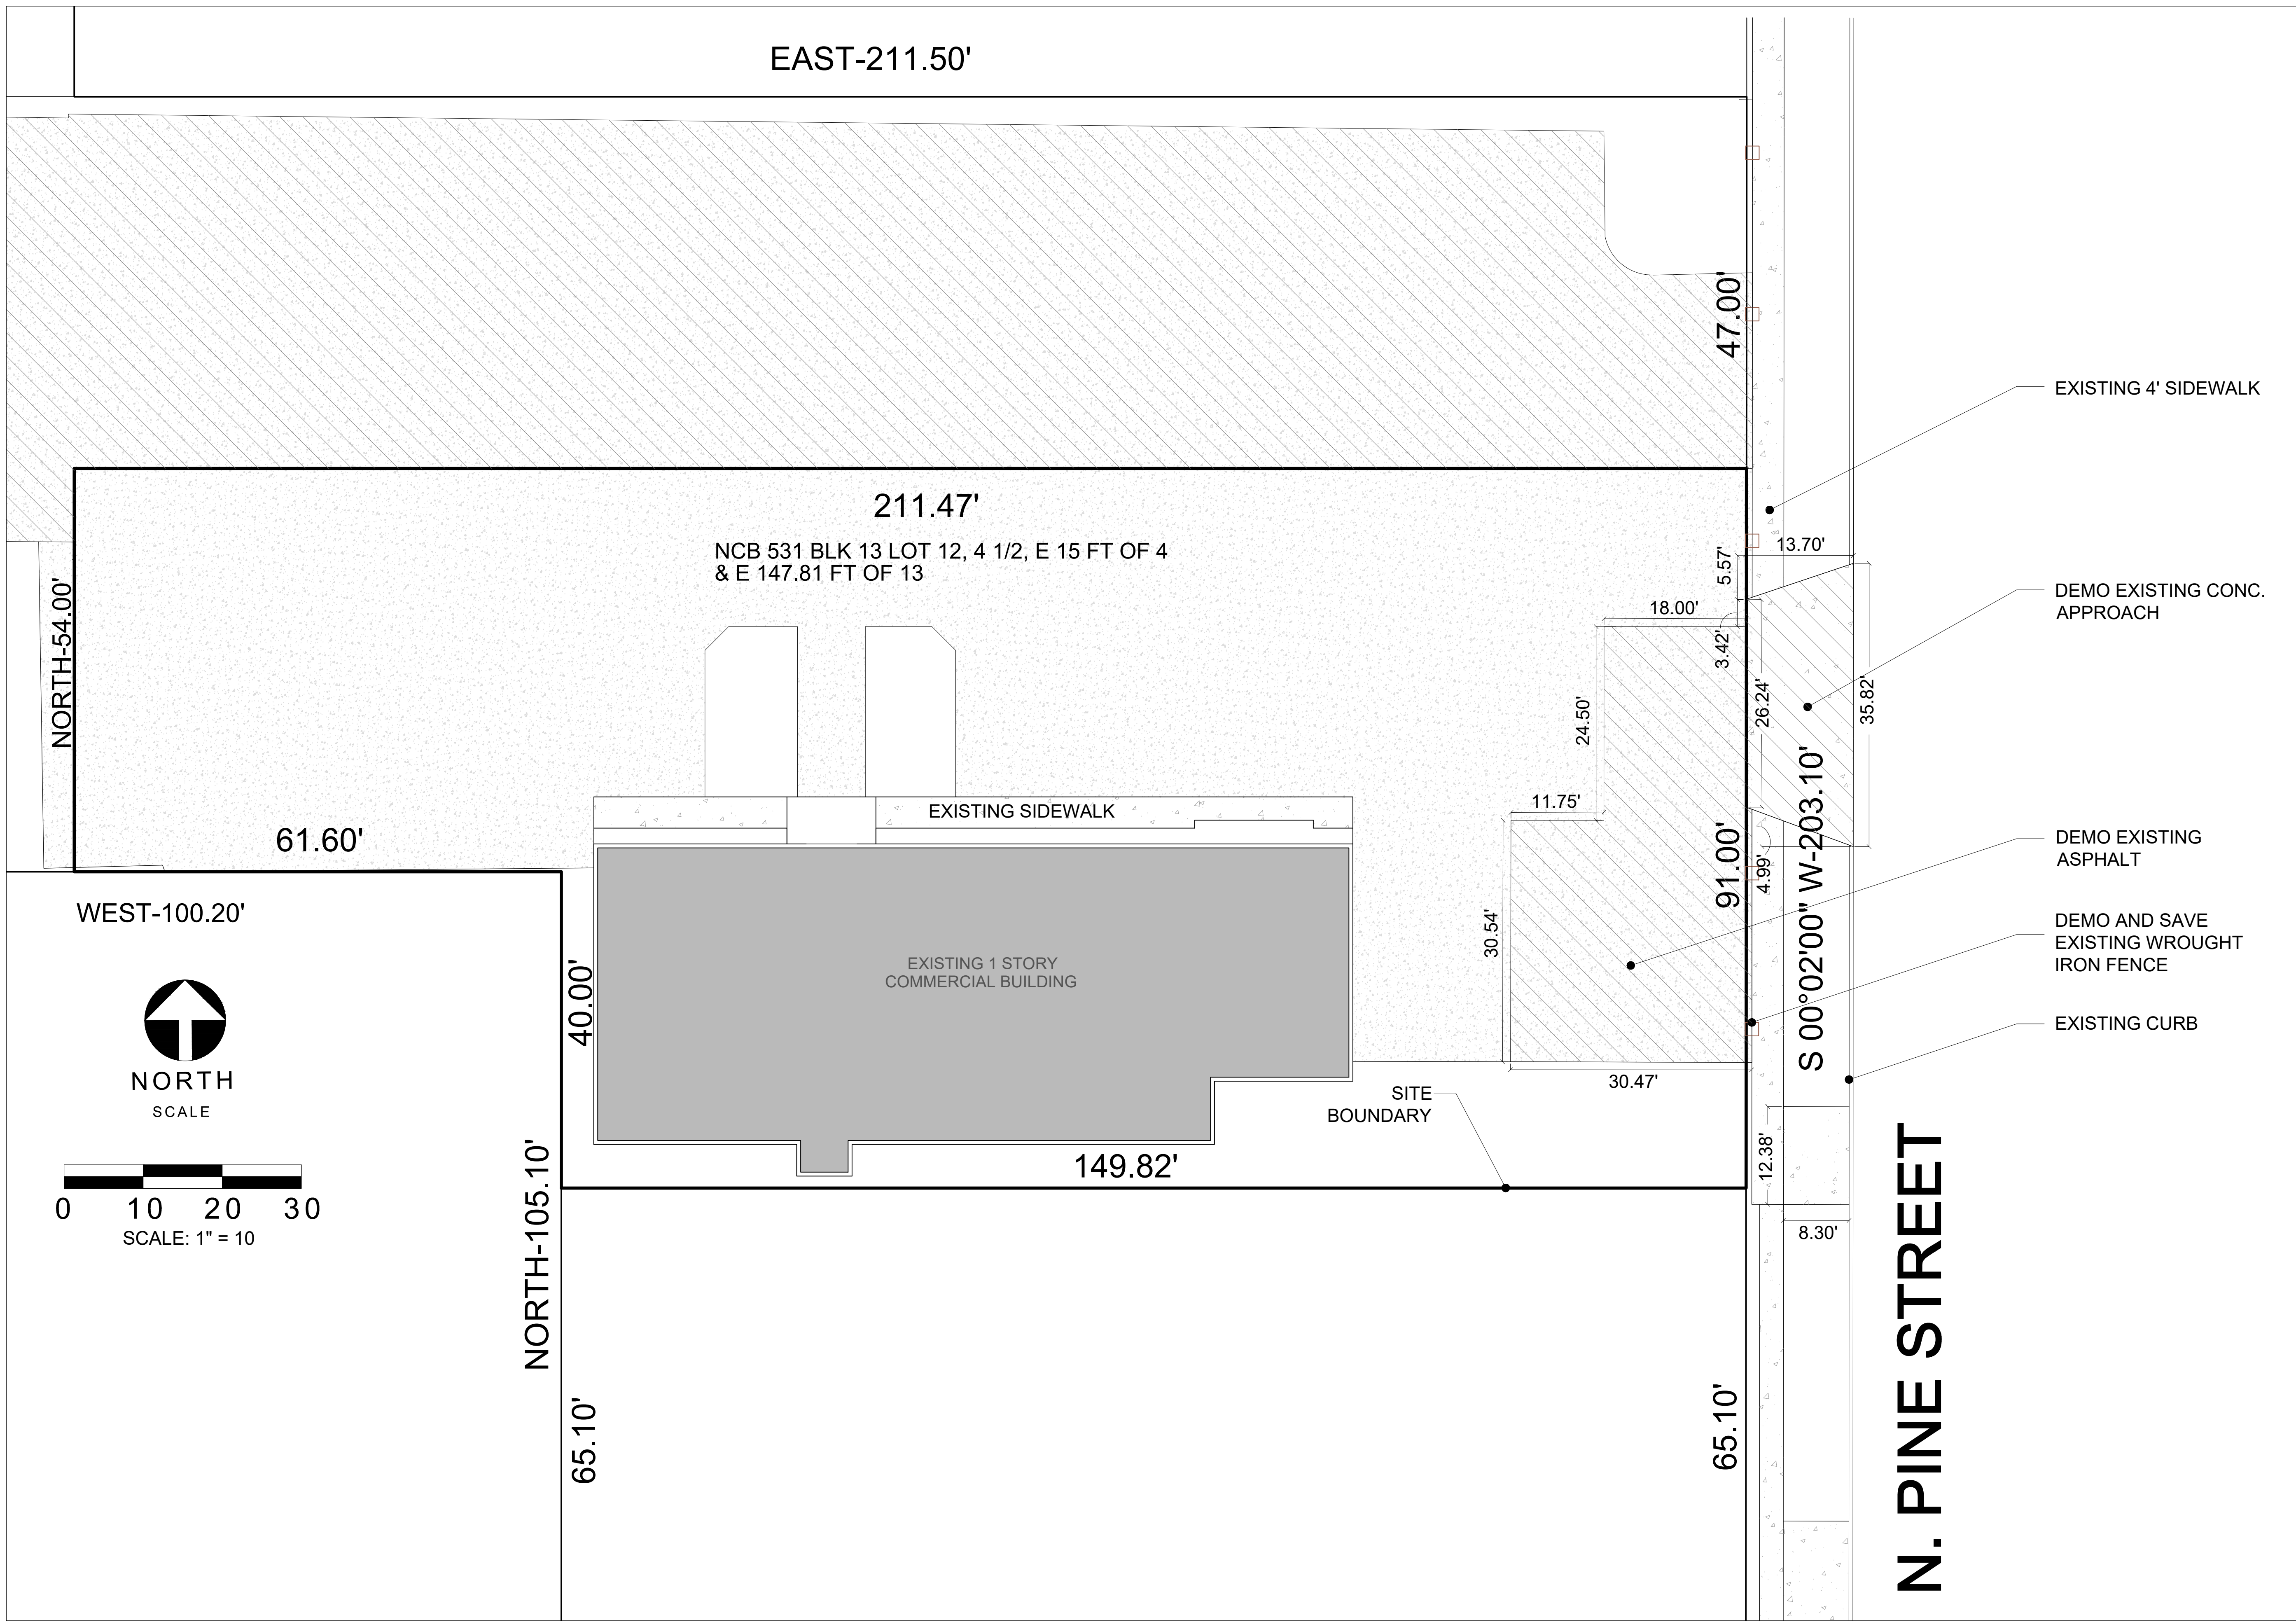 EAST-211.50'
47.00'
EXISTING 4' SIDEWALK
211.47'
NCB 531 BLK 13 LOT 12, 4 1/2, E 15 FT OF 4
& E 147.81 FT OF 13
13.70'
5.57'
DEMO EXISTING CONC.
APPROACH
18.00'
3.42'
NORTH-54.00'
24.50'
26.24'
35.82'
11.75'
EXISTING SIDEWALK
61.60'
DEMO EXISTING
ASPHALT
91.00'
4.99'
S 00°02'00" W-203.10'
WEST-100.20'
DEMO AND SAVE
EXISTING WROUGHT
IRON FENCE
30.54'
EXISTING 1 STORY
COMMERCIAL BUILDING
40.00'
EXISTING CURB
NORTH
SCALE
30.47'
SITE
BOUNDARY
12.38'
149.82'
0 10 20 30
SCALE: 1" = 10
8.30'
NORTH-105.10'
65.10'
65.10'
N. PINE STREET